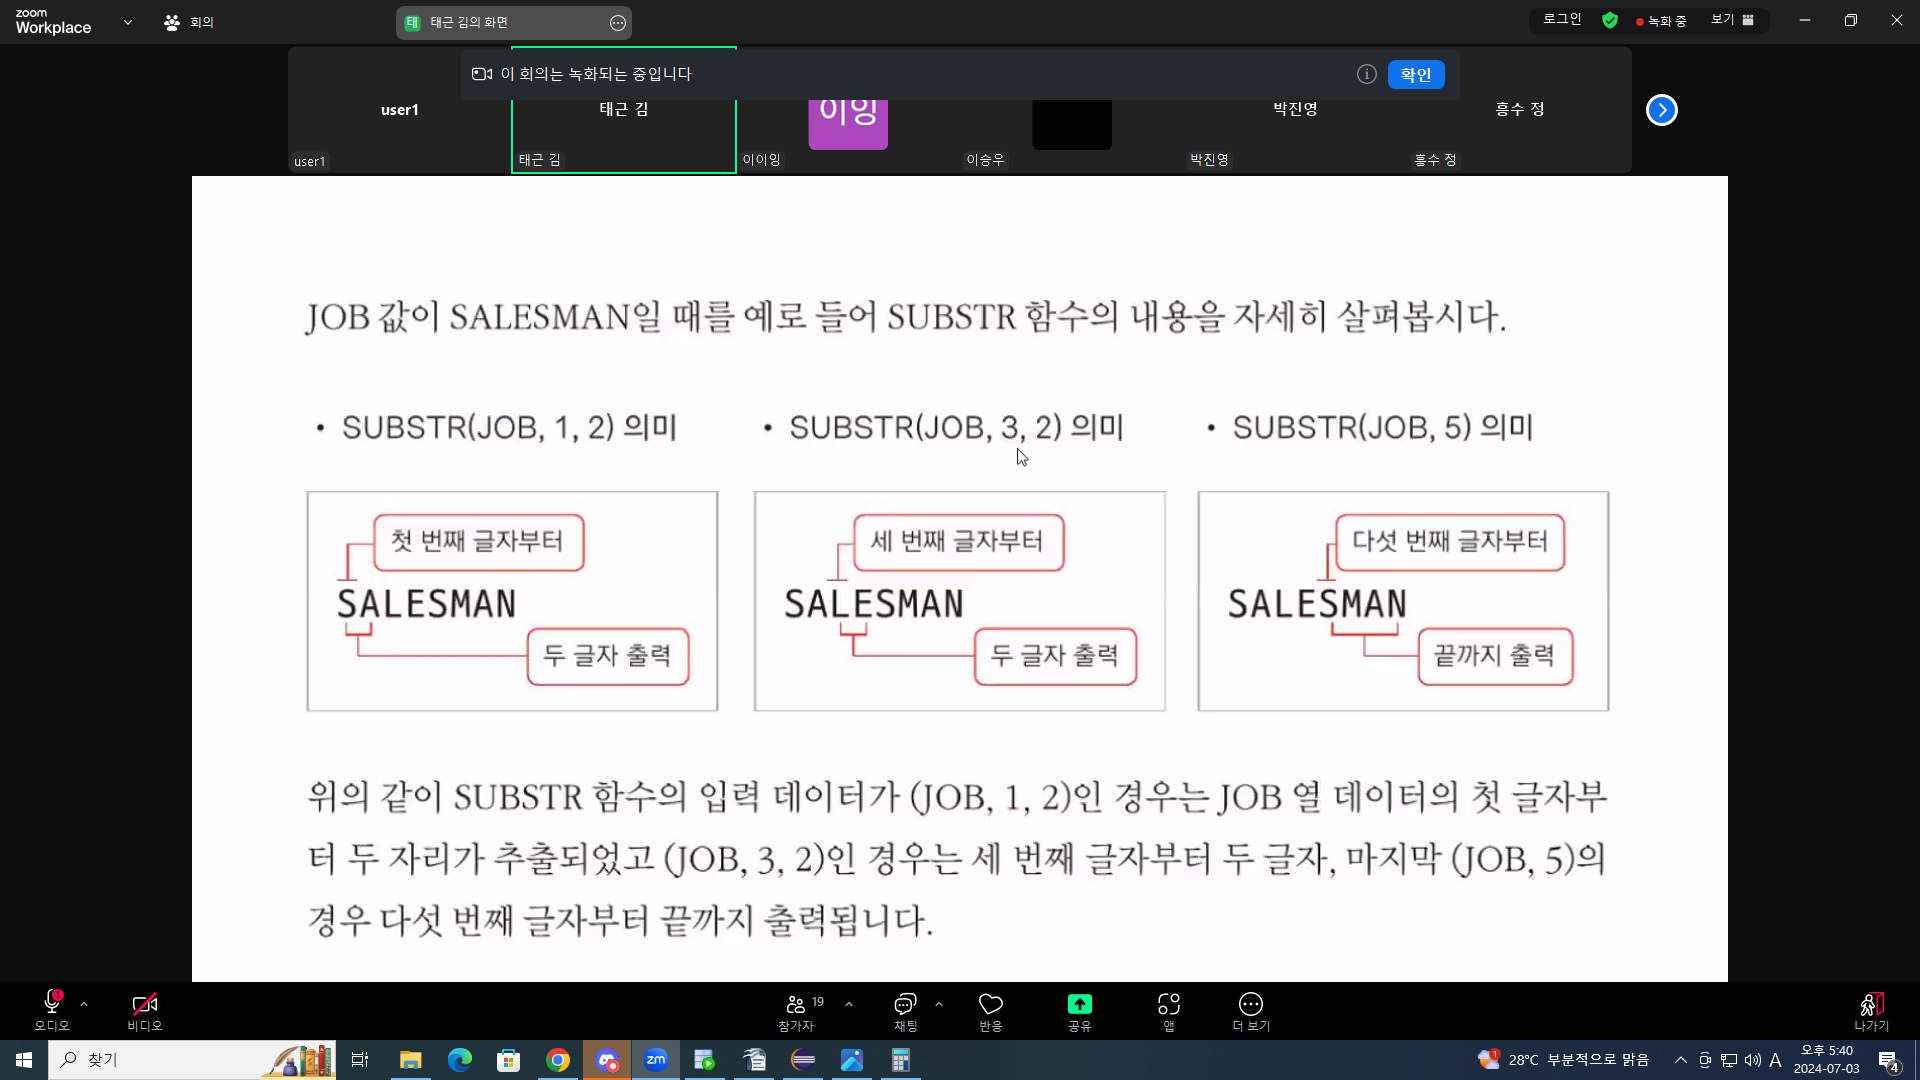 zoom
Workplace
회의
태
태근 김의 화면
로그인
녹화 중
보기
이 회의는 녹화되는 중입니다
확인
user1
태근 김
이잉
박진영
흥수 정
user1
태근 김
이이잉
이승우
박진영
흥수 정
JOB 값이 SALESMAN일 때를 예로 들어 SUBSTR 함수의 내용을 자세히 살펴봅시다.
• SUBSTR(JOB, 1, 2) 의미
• SUBSTR(JOB, 3, 2) 의미
• SUBSTR(JOB, 5) 의미
첫 번째 글자부터
SALESMAN
두 글자 출력
세 번째 글자부터
SALESMAN
두 글자 출력
다섯 번째 글자부터
SALESMAN
끝까지 출력
위의 같이 SUBSTR 함수의 입력 데이터가 (JOB, 1, 2)인 경우는 JOB 열 데이터의 첫 글자부
터 두 자리가 추출되었고 (JOB, 3, 2)인 경우는 세 번째 글자부터 두 글자, 마지막 (JOB, 5)의
경우 다섯 번째 글자부터 끝까지 출력됩니다.
오디오
비디오
참가자
19
채팅
반응
공유
앱
더 보기
나가기
찾기
zm
1
28°C 부분적으로 맑음
A
오후 5:40
2024-07-03
4